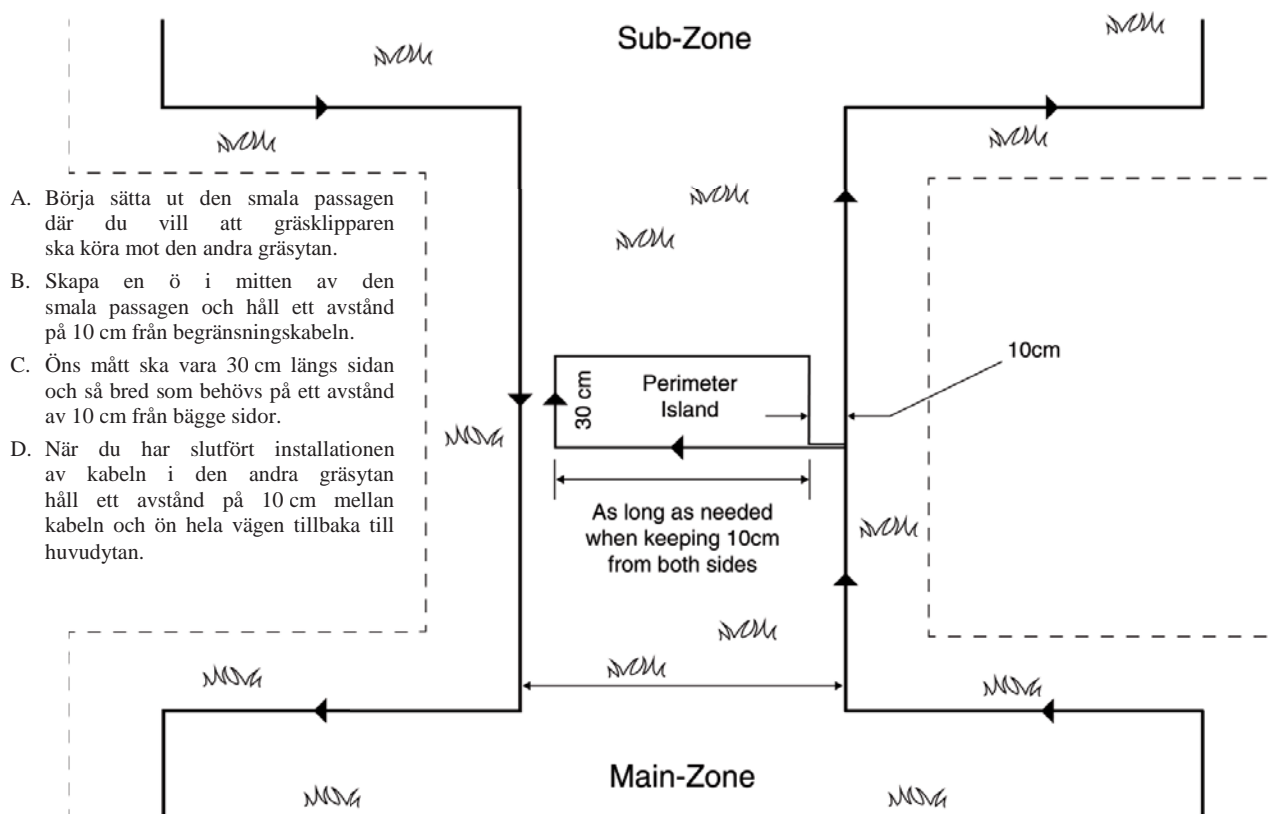 Sub-Zone
A. Börja sätta ut den smala passagen
där du vill att gräsklipparen
ska köra mot den andra gräsytan.
B. Skapa en ö i mitten av den
smala passagen och håll ett avstånd
på 10 cm från begränsningskabeln.
C. Öns mått ska vara 30 cm längs sidan
och så bred som behövs på ett avstånd
av 10 cm från bägge sidor.
D. När du har slutfört installationen
av kabeln i den andra gräsytan
håll ett avstånd på 10 cm mellan
kabeln och ön hela vägen tillbaka till
huvudytan.
30 cm
Perimeter
Island
10cm
As long as needed
when keeping 10cm
from both sides
Main-Zone